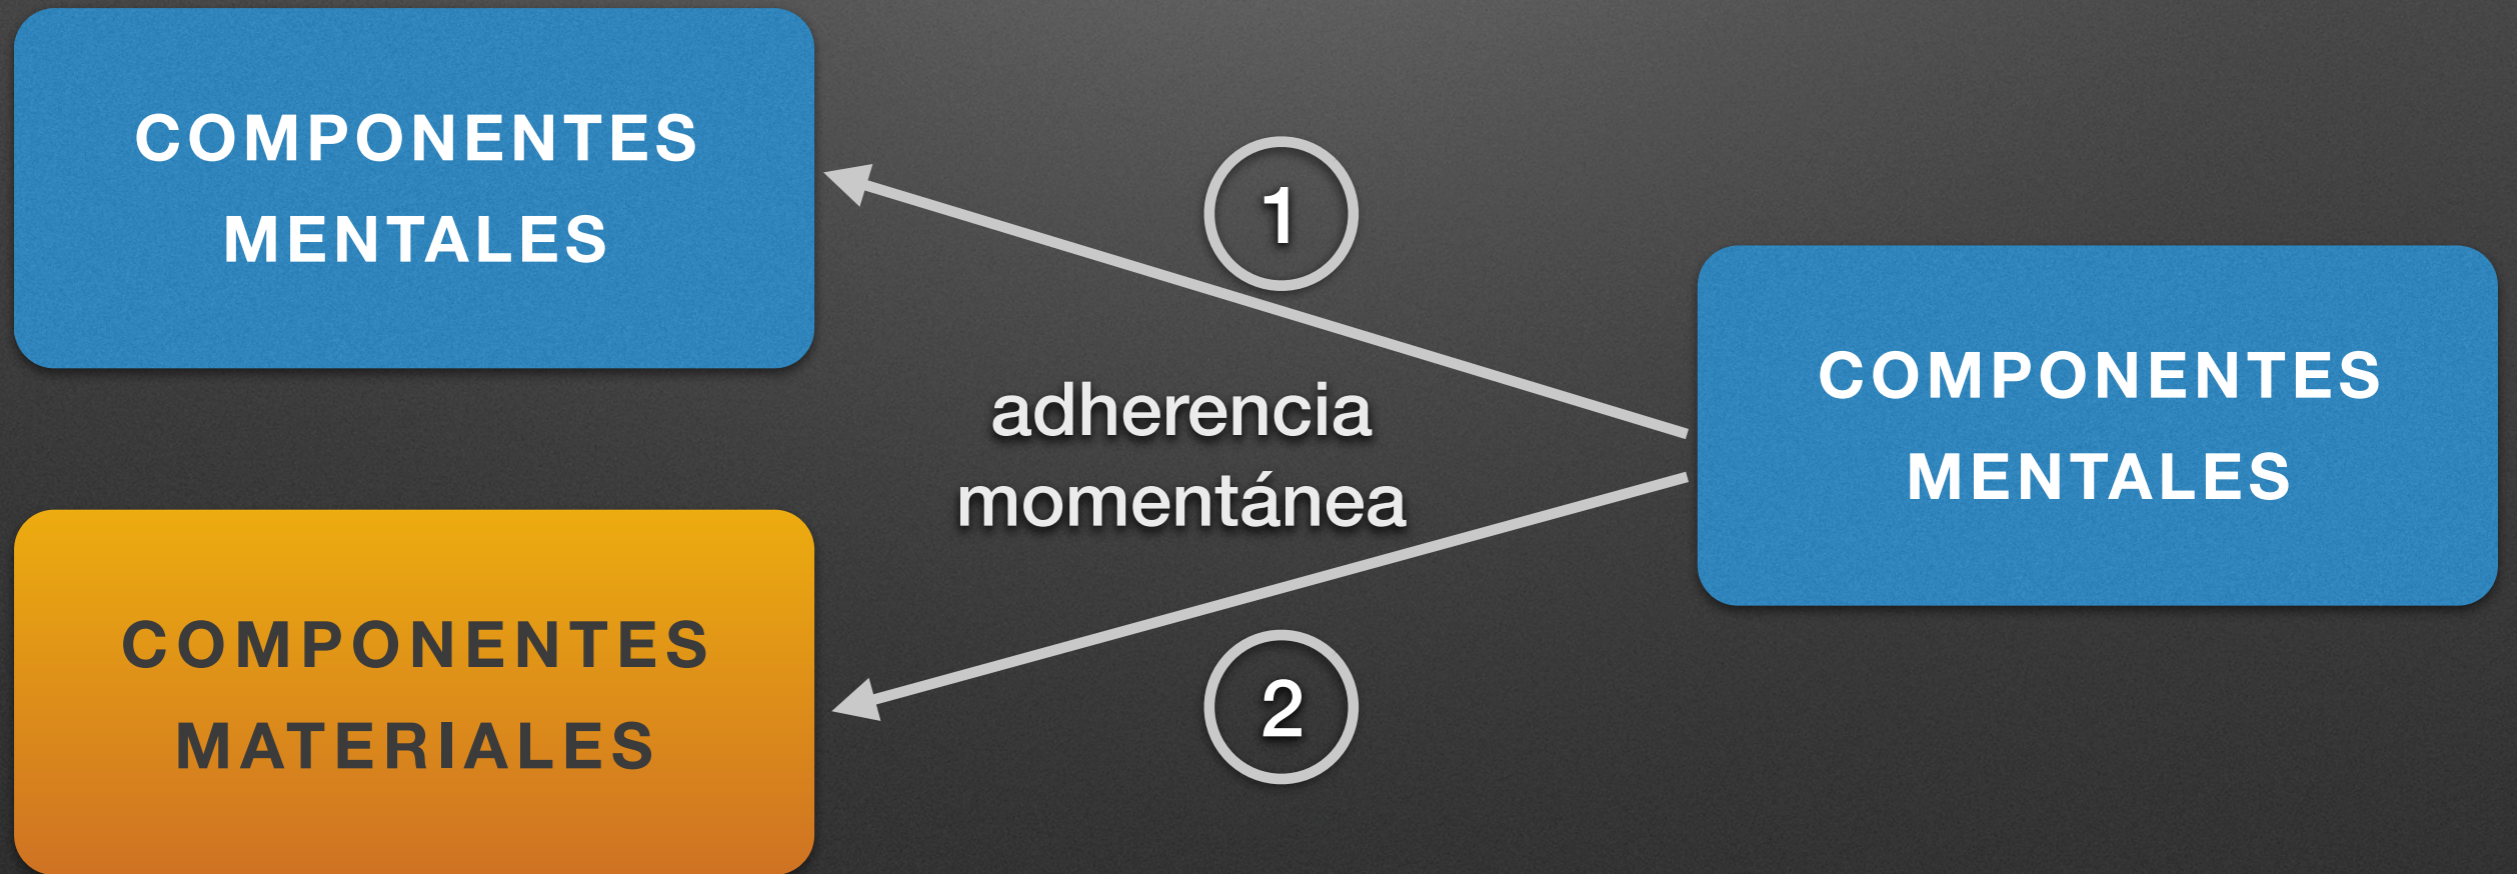 COMPONENTES
MENTALES
1
adherencia
momentánea
COMPONENTES
MENTALES
COMPONENTES
MATERIALES
2